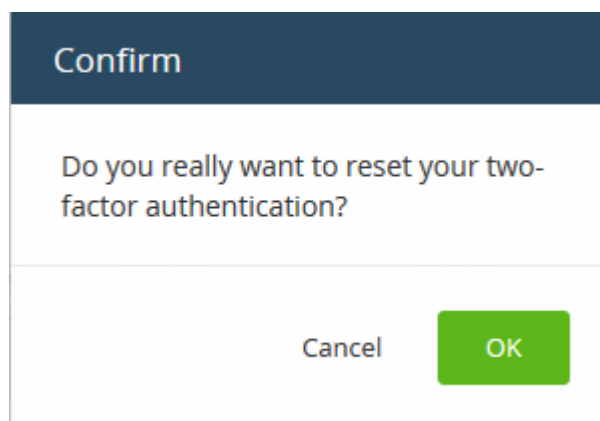 Confirm
Do you really want to reset your two-
factor authentication?
Cancel OK